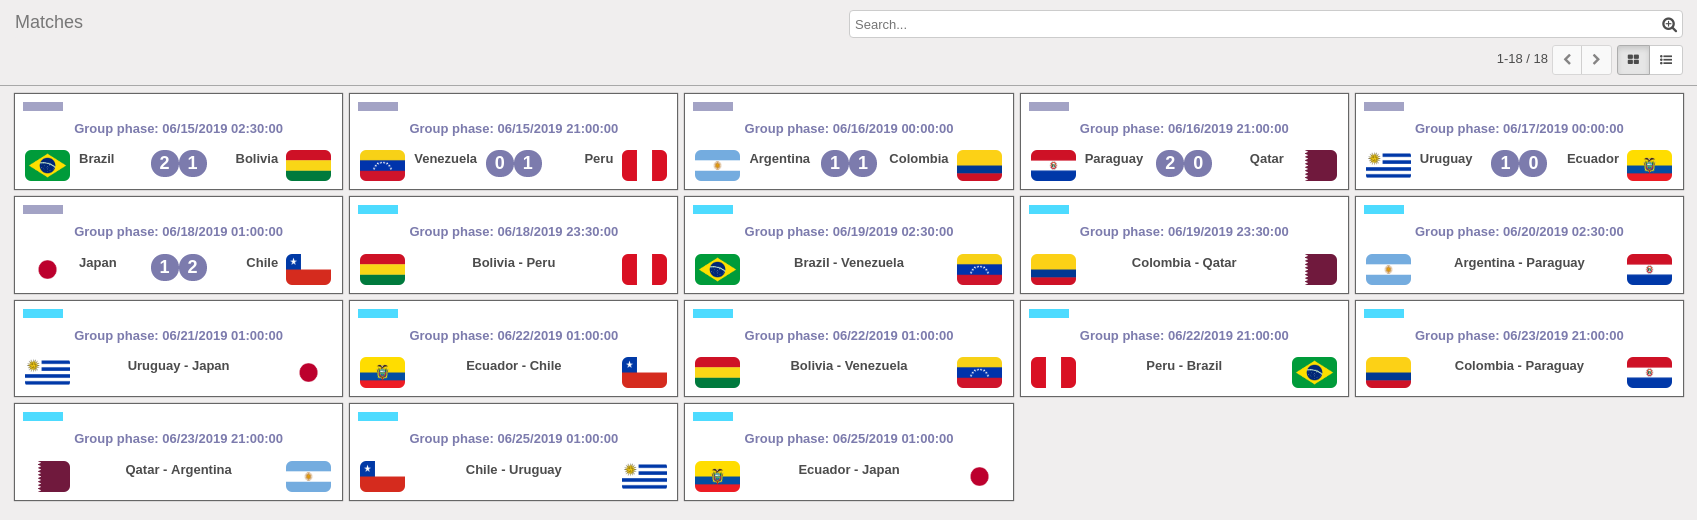 Matches
Search...
1-18 / 18
Group phase: 06/15/2019 02:30:00
Brazil 2 1 Bolivia
Group phase: 06/15/2019 21:00:00
Venezuela 0 1 Peru
Group phase: 06/16/2019 00:00:00
Argentina 1 1 Colombia
Group phase: 06/16/2019 21:00:00
Paraguay 2 0 Qatar
Group phase: 06/17/2019 00:00:00
Uruguay 1 0 Ecuador
Group phase: 06/18/2019 01:00:00
Japan 1 2 Chile
Group phase: 06/18/2019 23:30:00
Bolivia - Peru
Group phase: 06/19/2019 02:30:00
Brazil - Venezuela
Group phase: 06/19/2019 23:30:00
Colombia - Qatar
Group phase: 06/20/2019 02:30:00
Argentina - Paraguay
Group phase: 06/21/2019 01:00:00
Uruguay - Japan
Group phase: 06/22/2019 01:00:00
Ecuador - Chile
Group phase: 06/22/2019 01:00:00
Bolivia - Venezuela
Group phase: 06/22/2019 21:00:00
Peru - Brazil
Group phase: 06/23/2019 21:00:00
Colombia - Paraguay
Group phase: 06/23/2019 21:00:00
Qatar - Argentina
Group phase: 06/25/2019 01:00:00
Chile - Uruguay
Group phase: 06/25/2019 01:00:00
Ecuador - Japan